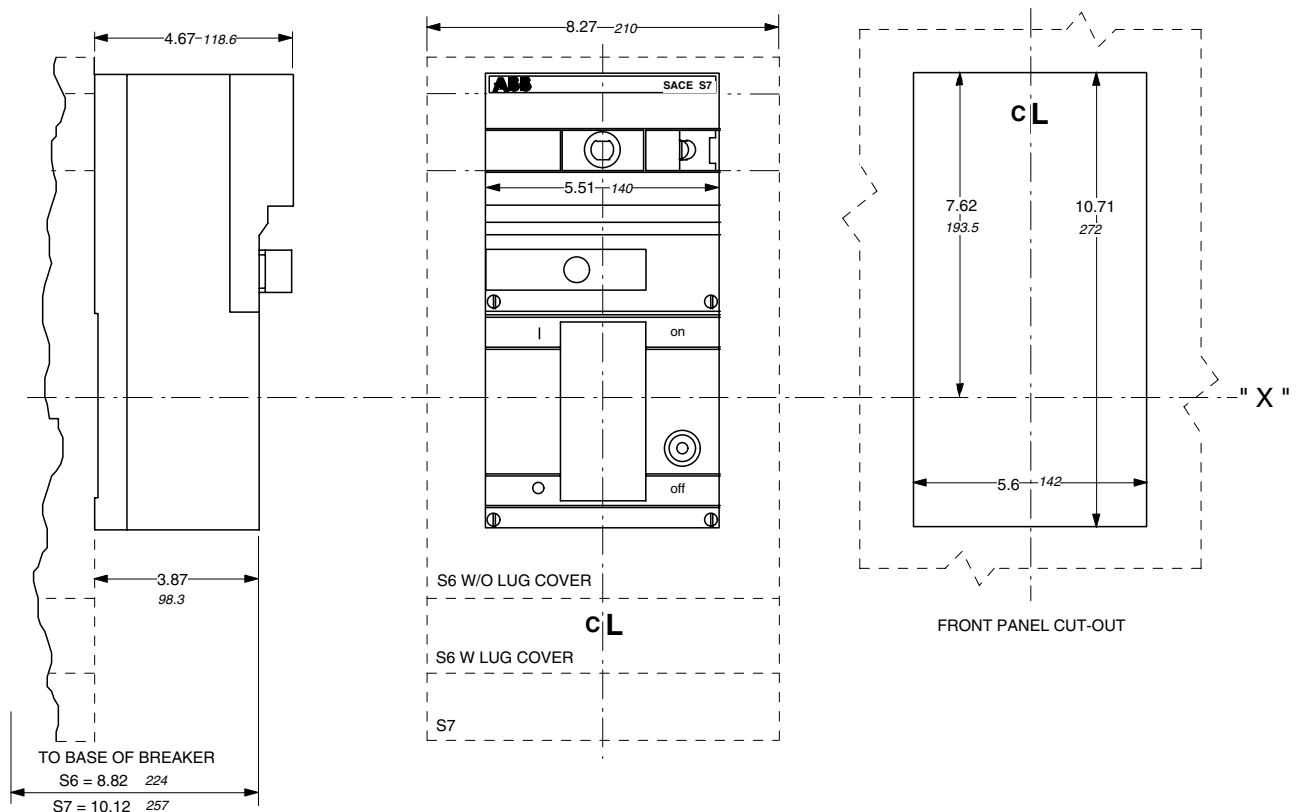 4.67 118.6
8.27 210
ABB
SACE S7
C L
5.51 140
7.62
193.5
10.71
272
I
on
" X "
off
5.6 142
3.87
98.3
S6 W/O LUG COVER
C L
FRONT PANEL CUT-OUT
S6 W LUG COVER
S7
TO BASE OF BREAKER
S6 = 8.82 224
S7 = 10.12 257